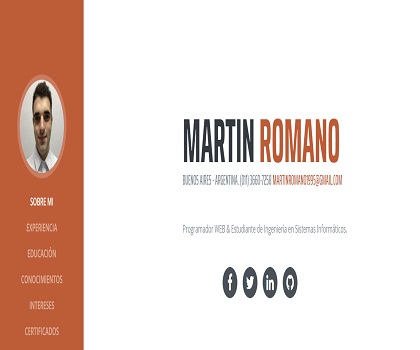 SOBRE MI
EXPERIENCIA
EDUCACIÓN
CONOCIMIENTOS
INTERESES
CERTIFICADOS
MARTIN ROMANO
BUENOS AIRES - ARGENTINA. (011) 3660-7258 MARTINROMANO1995@GMAIL.COM
Programador WEB & Estudiante de Ingeniería en Sistemas Informáticos.